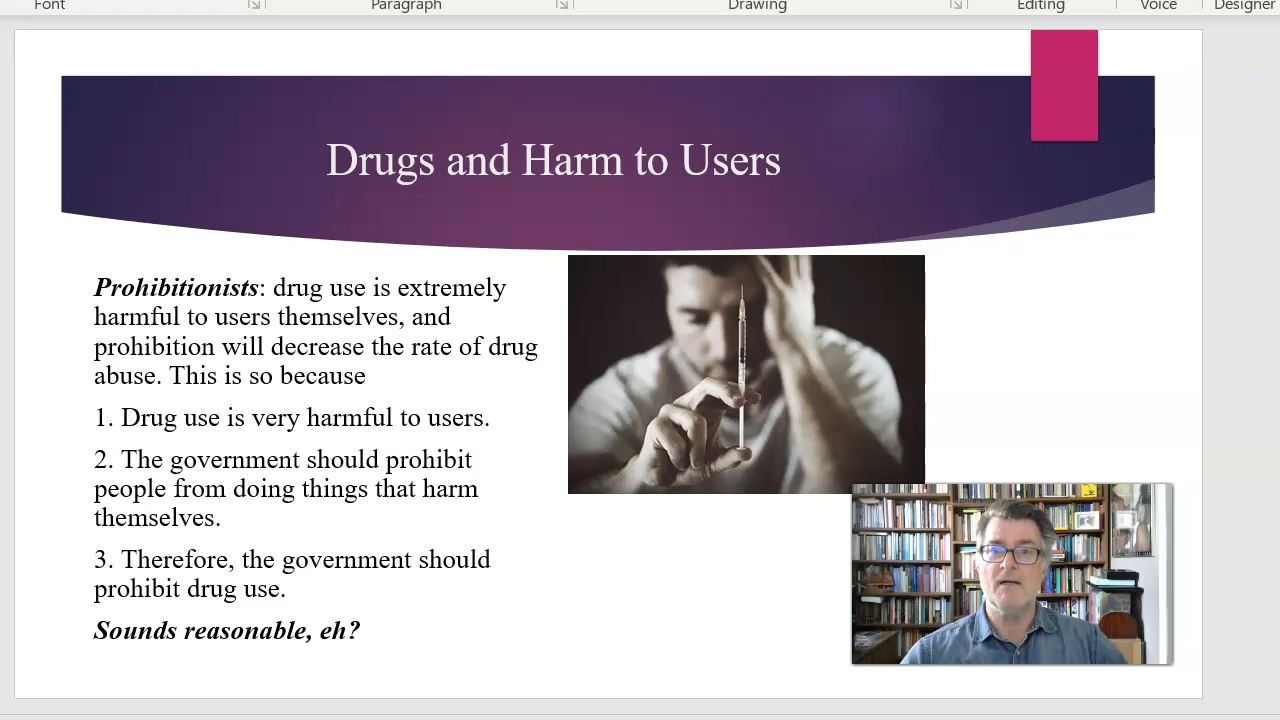 Font Paragraph Drawing Editing Voice Designer
Drugs and Harm to Users
Prohibitionists: drug use is extremely
harmful to users themselves, and
prohibition will decrease the rate of drug
abuse. This is so because
1. Drug use is very harmful to users.
2. The government should prohibit
people from doing things that harm
themselves.
3. Therefore, the government should
prohibit drug use.
Sounds reasonable, eh?